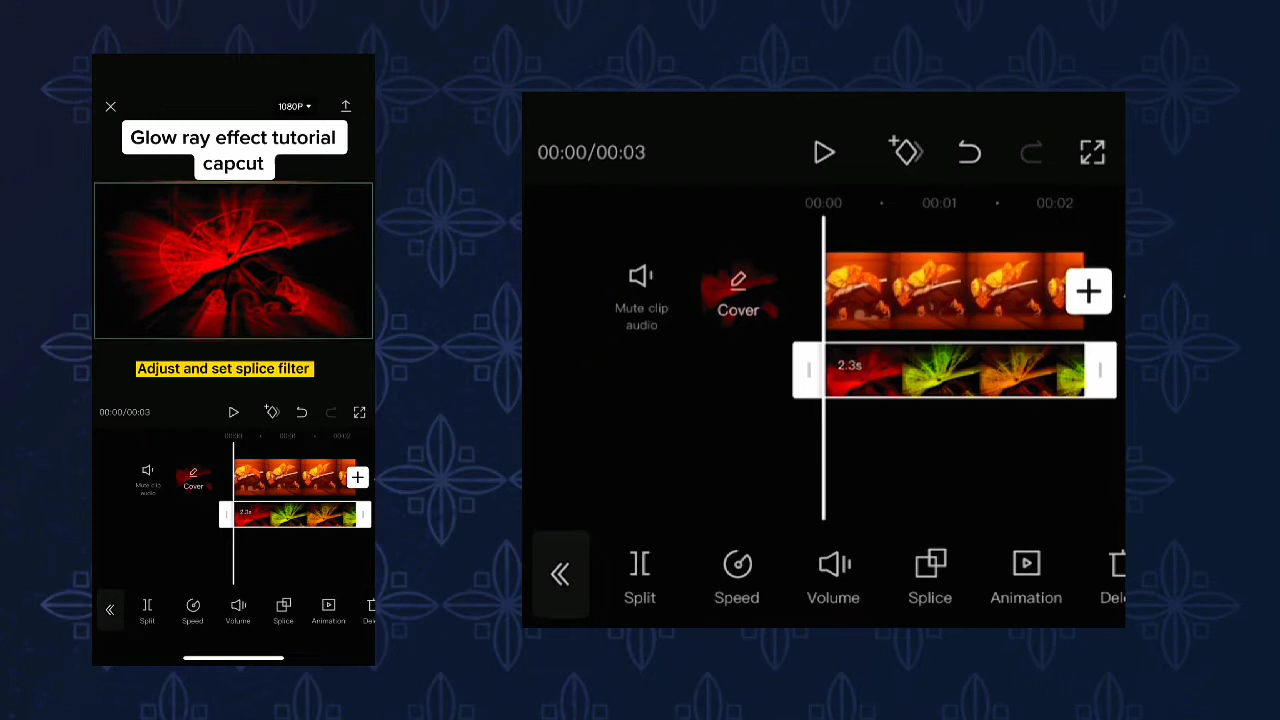 1080P
Glow ray effect tutorial
capcut
Adjust and set splice filter
00:00/00:03
00:00 00:01 00:02
Mute clip
audio
Cover
2.3s
Split Speed Volume Splice Animation Del
00:00/00:03
00:00 00:01 00:02
Mute clip
audio
Cover
2.3s
Split Speed Volume Splice Animation Del